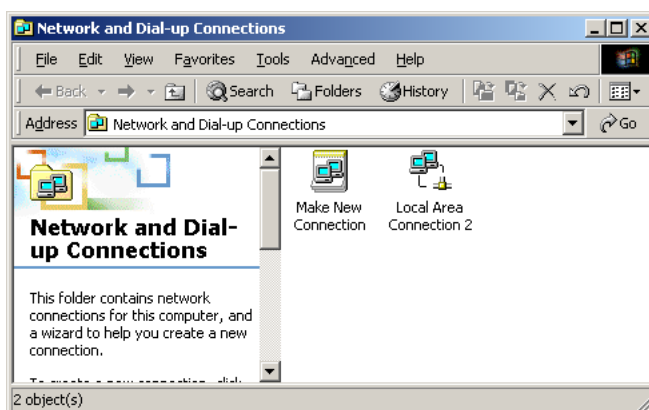 Network and Dial-up Connections
File Edit View Favorites Tools Advanced Help
Back Search Folders History
Address Network and Dial-up Connections Go
Network and Dial-
up Connections
This folder contains network
connections for this computer, and
a wizard to help you create a new
connection.
Make New
Connection
Local Area
Connection 2
2 object(s)